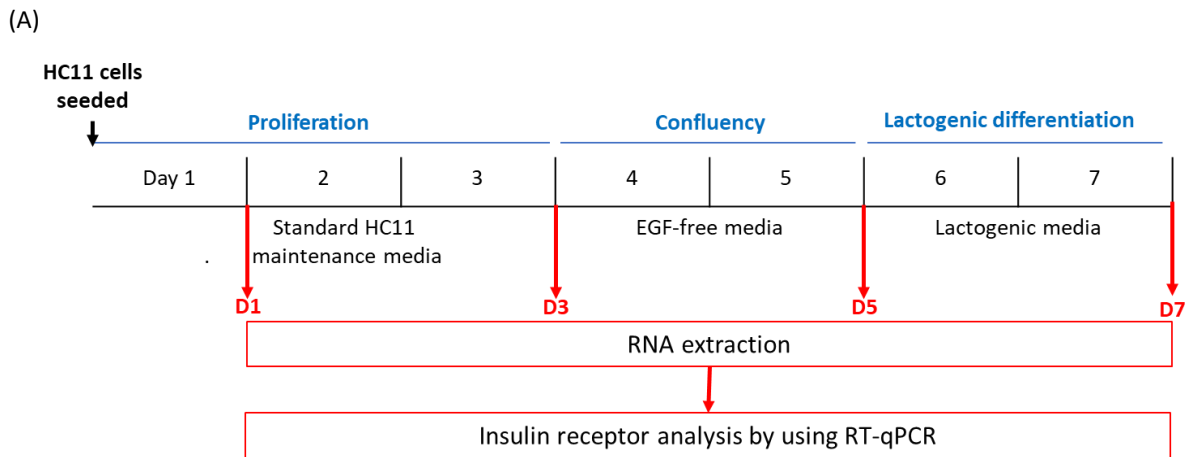 (A)
HC11 cells
seeded
Proliferation
Confluency
Lactogenic differentiation
Day 1
2
3
4
5
6
7
Standard HC11
maintenance media
EGF-free media
Lactogenic media
.
D1
D3
D5
D7
RNA extraction
Insulin receptor analysis by using RT-qPCR